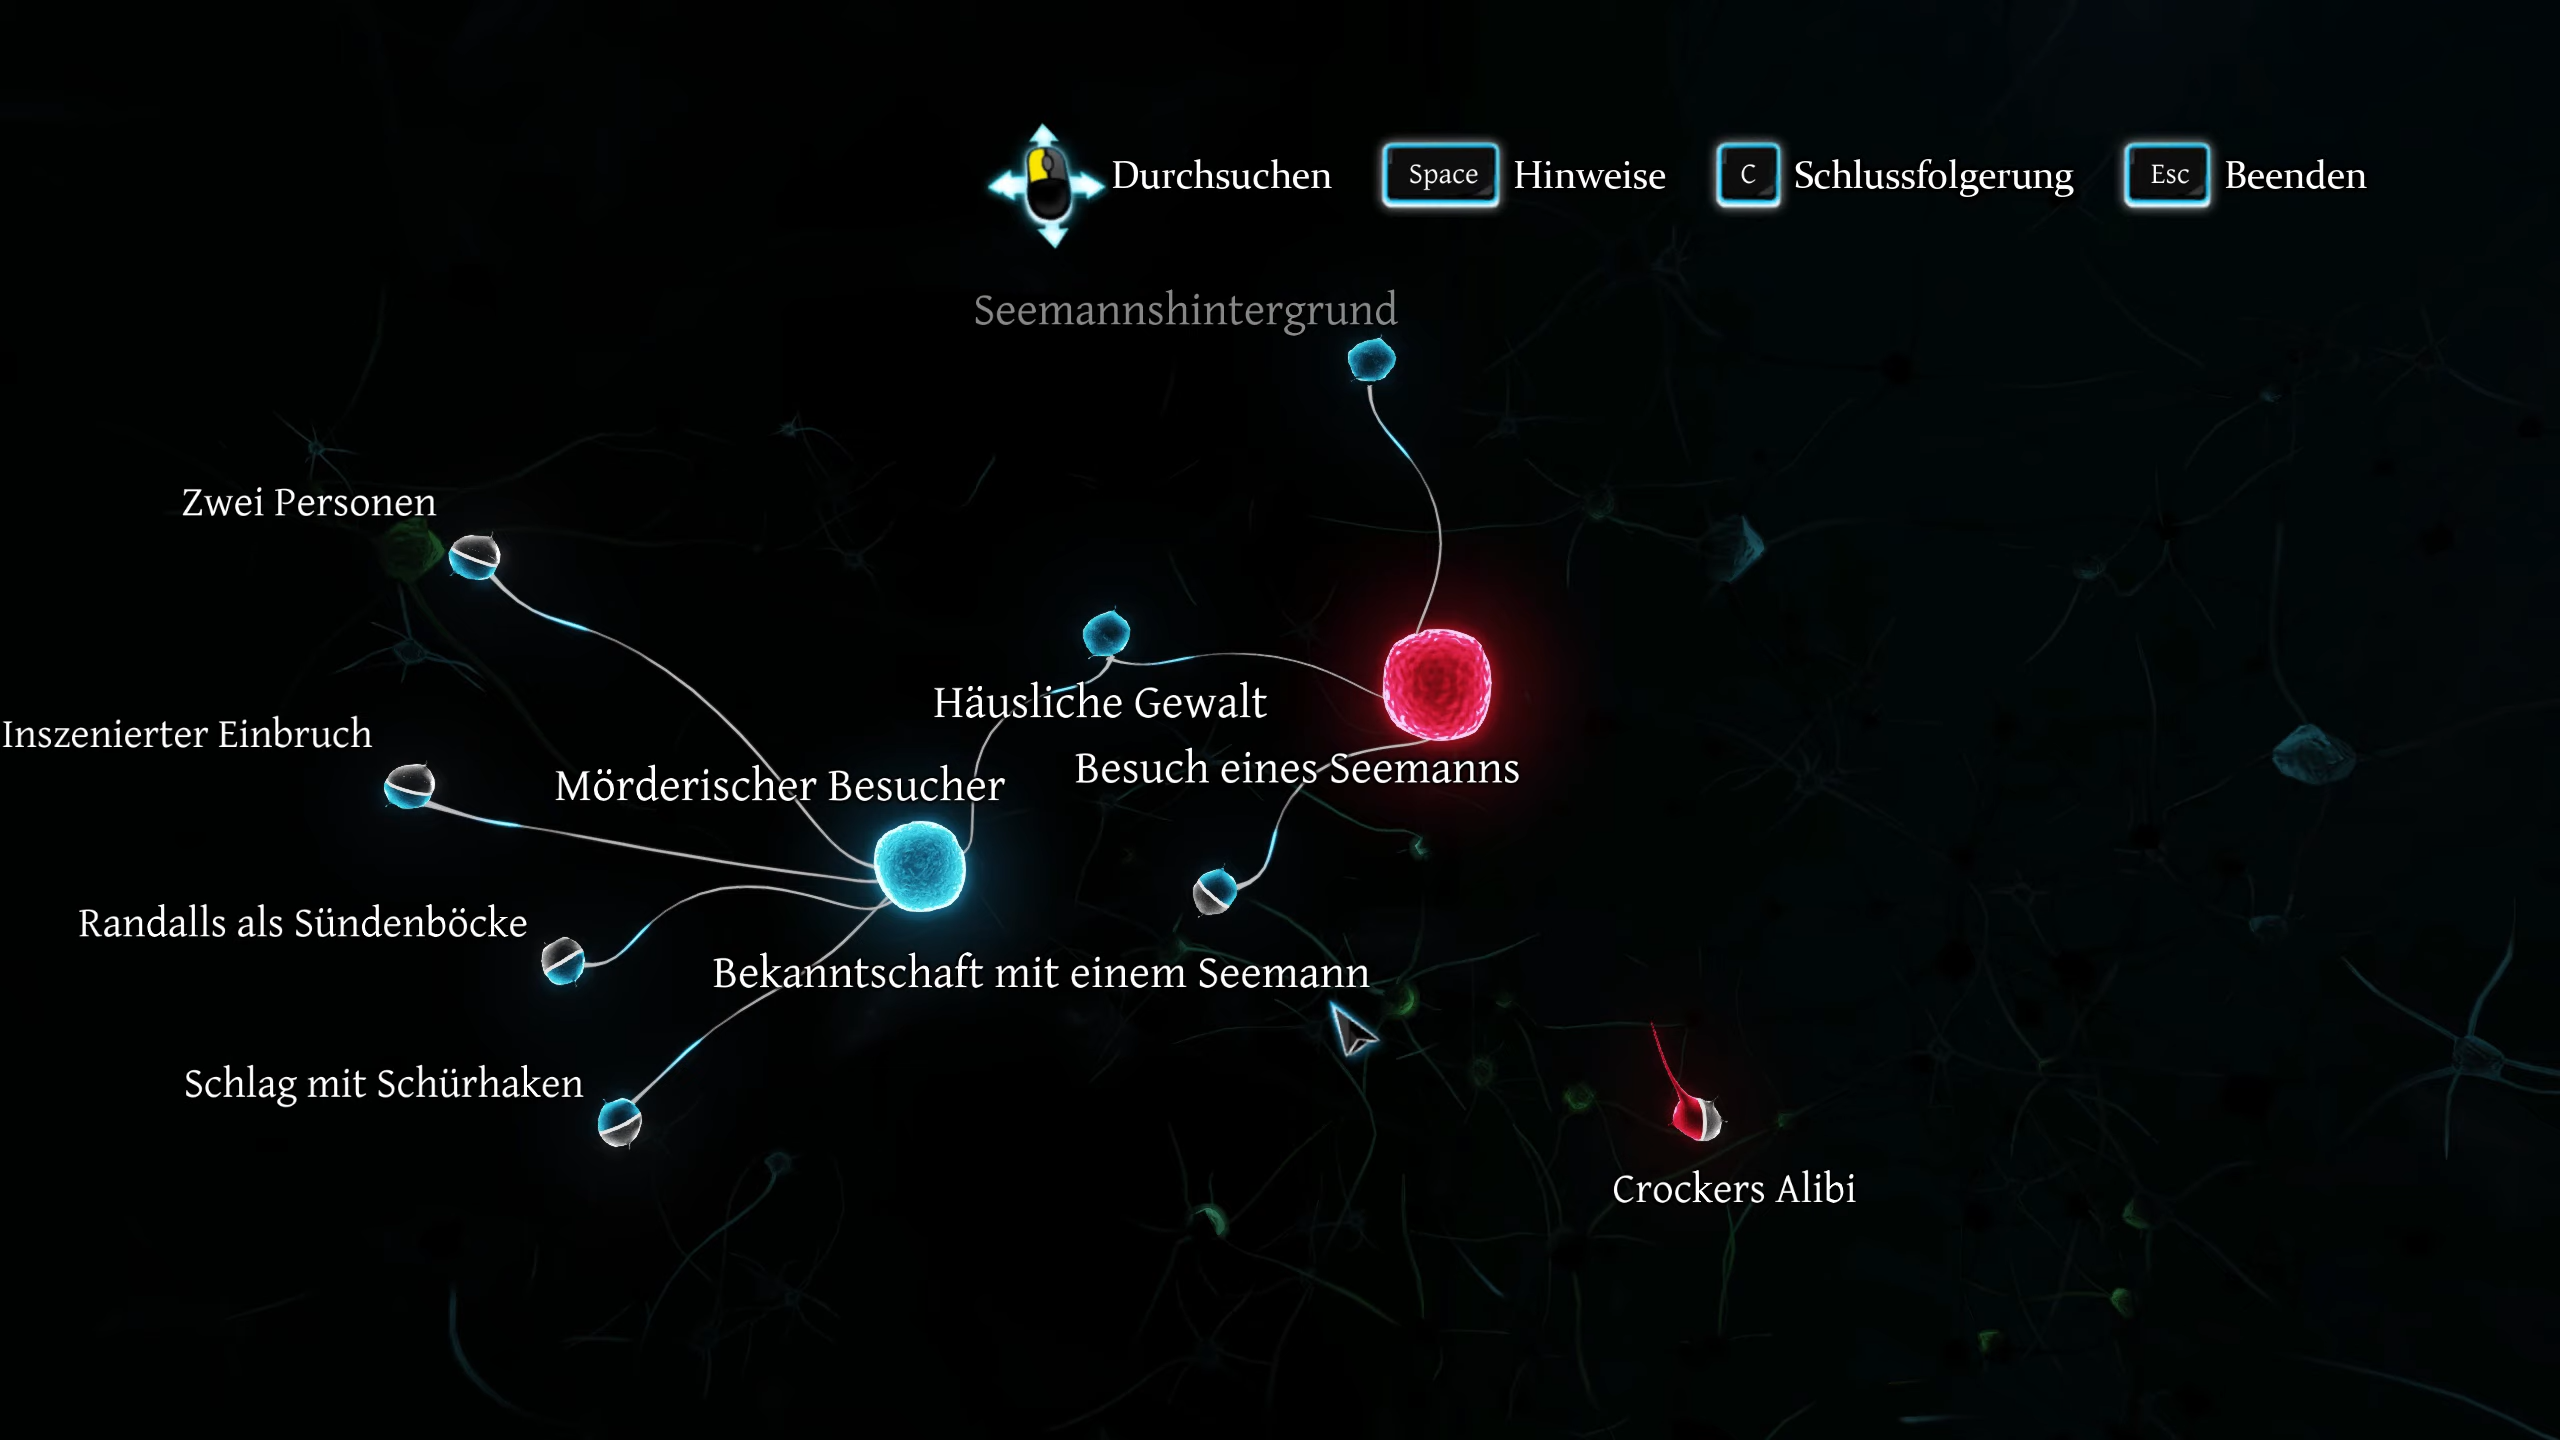 Durchsuchen
Space Hinweise
C Schlussfolgerung
Esc Beenden
Seemannshintergrund
Zwei Personen
Häusliche Gewalt
Inszenierter Einbruch
Mörderischer Besucher
Besuch eines Seemanns
Randalls als Sündenböcke
Bekanntschaft mit einem Seemann
Schlag mit Schürhaken
Crockers Alibi